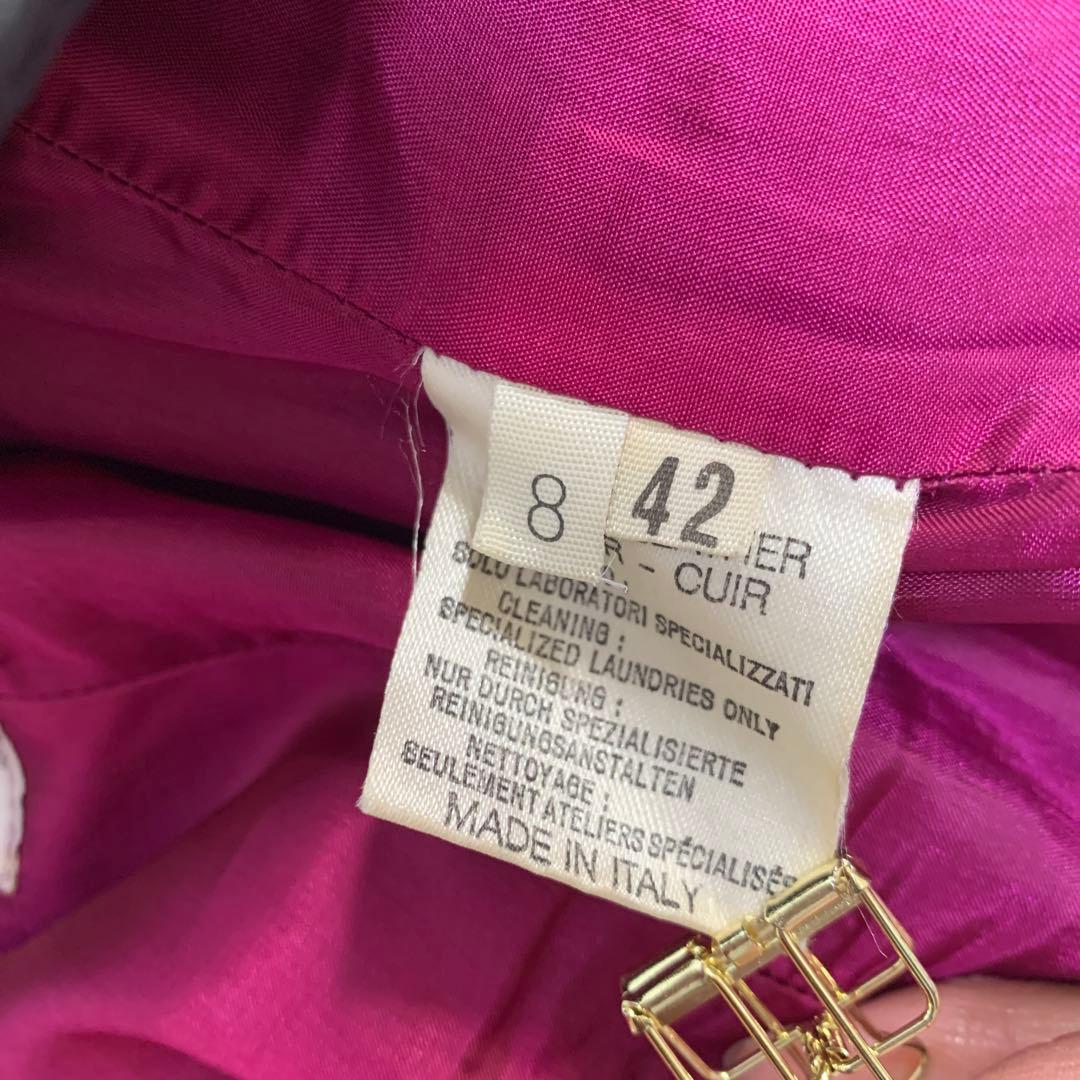 8
42
- CUIR
SOLO LABORATORI SPECIALIZZATI
CLEANING :
SPECIALIZED LAUNDRIES ONLY
REINIGUNG :
NUR DURCH SPEZIALISIERTE
REINIGUNGSANSTALTEN
NETTOYAGE :
SEULEMENT ATELIERS SPÉCIALISÉS
MADE IN ITALY